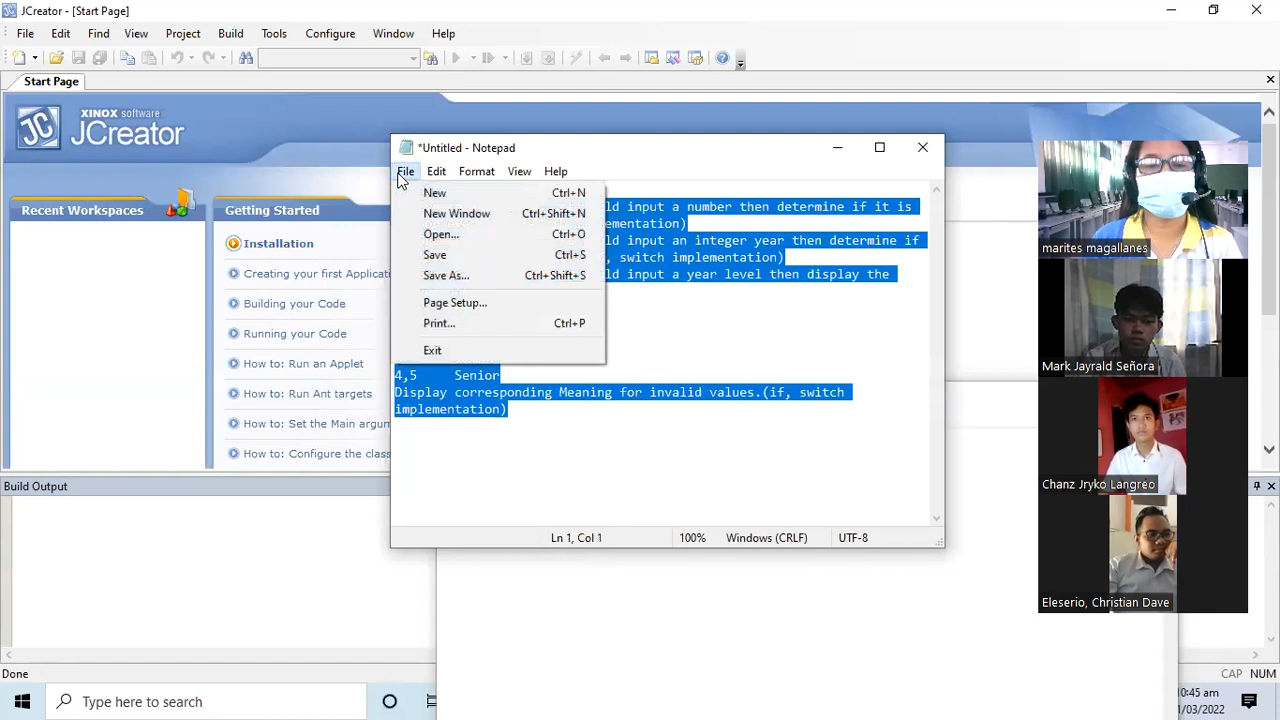 JCreator - [Start Page]
File Edit Find View Project Build Tools Configure Window Help
Start Page
XINOX software
JC JCreator
Recent Workspaces
Getting Started
Installation
Creating your first Applicati
Building your Code
Running your Code
How to: Run an Applet
How to: Run Ant targets
How to: Set the Main argum
How to: Configure the class
*Untitled - Notepad
File Edit Format View Help
New Ctrl+N
New Window Ctrl+Shift+N
Open... Ctrl+O
Save Ctrl+S
Save As... Ctrl+Shift+S
Page Setup... 
Print... Ctrl+P
Exit
ld input a number then determine if it is
ementation)
ld input an integer year then determine if
, switch implementation)
ld input a year level then display the
4,5 Senior
Display corresponding Meaning for invalid values.(if, switch
implementation)
Ln 1, Col 1 100% Windows (CRLF) UTF-8
marites magallanes
Mark Jayrald Señora
Chanz Jryko Langreo
Eleserio, Christian Dave
Build Output
Done
CAP NUM
Type here to search
10:45 am
1/03/2022